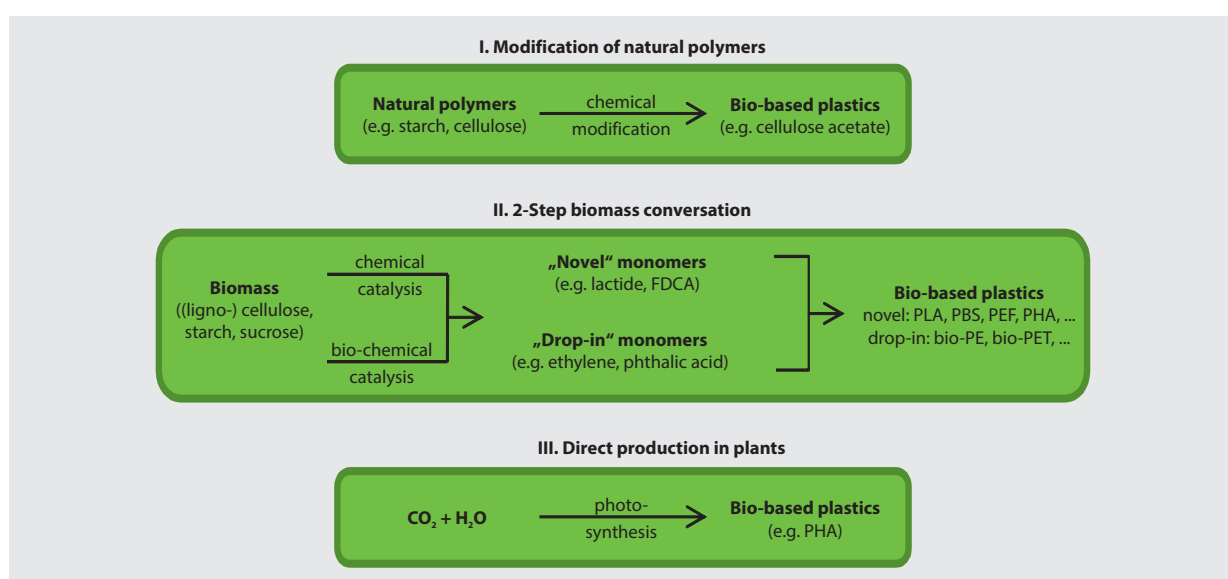 I. Modification of natural polymers
Natural polymers
(e.g. starch, cellulose)
chemical
modification
Bio-based plastics
(e.g. cellulose acetate)
II. 2-Step biomass conversation
Biomass
((ligno-) cellulose,
starch, sucrose)
chemical
catalysis
bio-chemical
catalysis
„Novel“ monomers
(e.g. lactide, FDCA)
„Drop-in“ monomers
(e.g. ethylene, phthalic acid)
Bio-based plastics
novel: PLA, PBS, PEF, PHA, ...
drop-in: bio-PE, bio-PET, ...
III. Direct production in plants
CO₂ + H₂O
photo-
synthesis
Bio-based plastics
(e.g. PHA)